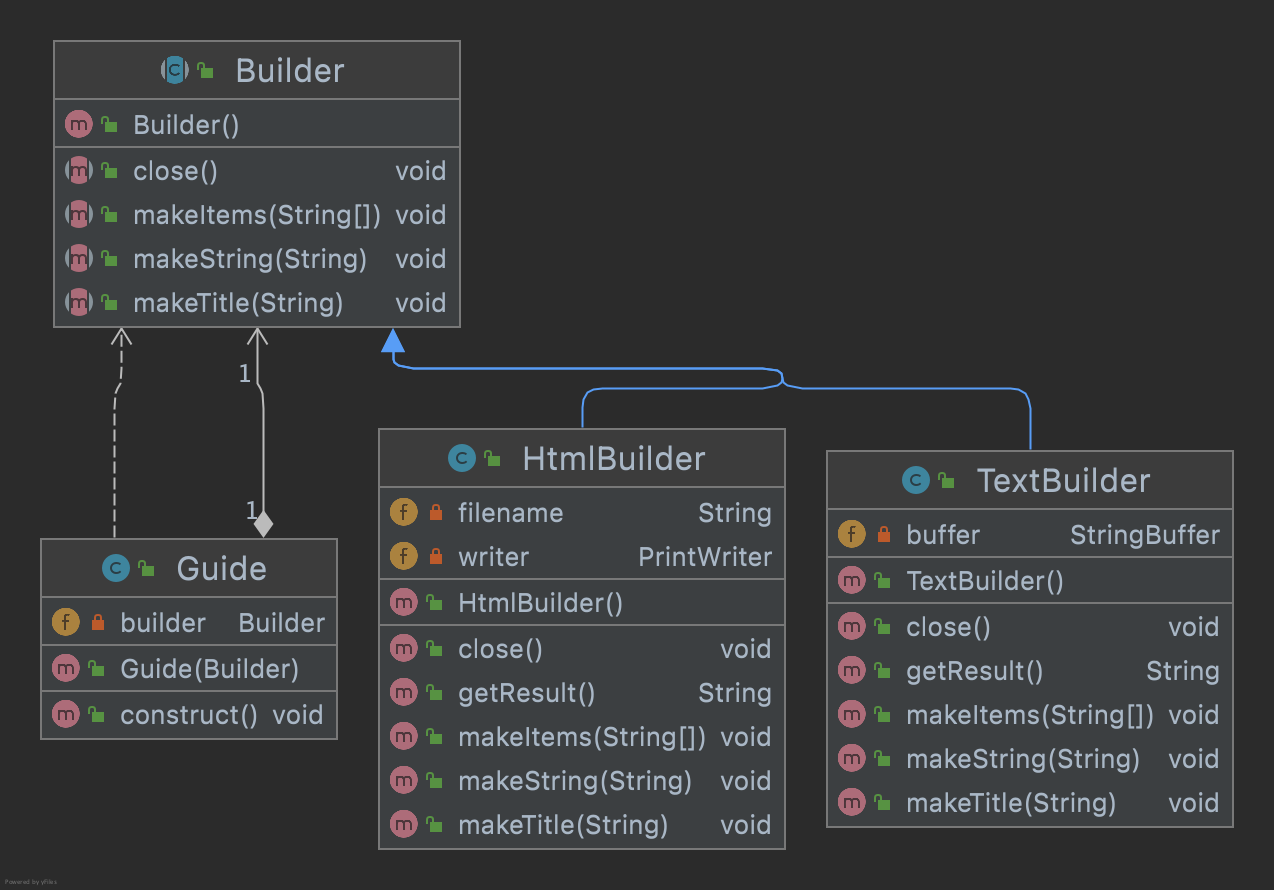 Builder
Builder()
close() void
makeItems(String[]) void
makeString(String) void
makeTitle(String) void
1
1
HtmlBuilder
filename String
writer PrintWriter
HtmlBuilder()
close() void
getResult() String
makeItems(String[]) void
makeString(String) void
makeTitle(String) void
TextBuilder
buffer StringBuffer
TextBuilder()
close() void
getResult() String
makeItems(String[]) void
makeString(String) void
makeTitle(String) void
Guide
builder Builder
Guide(Builder)
construct() void
Powered by yFiles